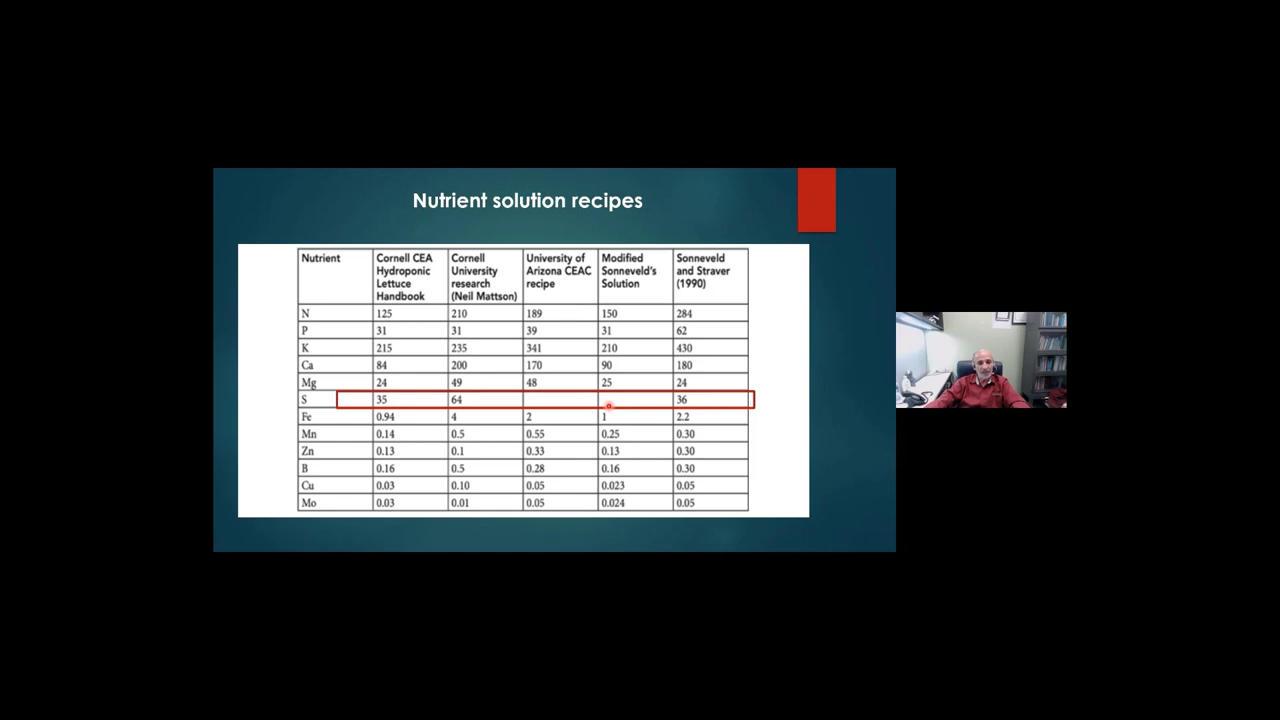 Nutrient solution recipes
Nutrient Cornell CEA Hydroponic Lettuce Handbook Cornell University research (Neil Mattson) University of Arizona CEAC recipe Modified Sonneveld's Solution Sonneveld and Straver (1990)
N 125 210 189 150 284
P 31 31 39 31 62
K 215 235 341 210 430
Ca 84 200 170 90 180
Mg 24 49 48 25 24
S 35 64 36
Fe 0.94 4 2 1 2.2
Mn 0.14 0.5 0.55 0.25 0.30
Zn 0.13 0.1 0.33 0.13 0.30
B 0.16 0.5 0.28 0.16 0.30
Cu 0.03 0.10 0.05 0.023 0.05
Mo 0.03 0.01 0.05 0.024 0.05